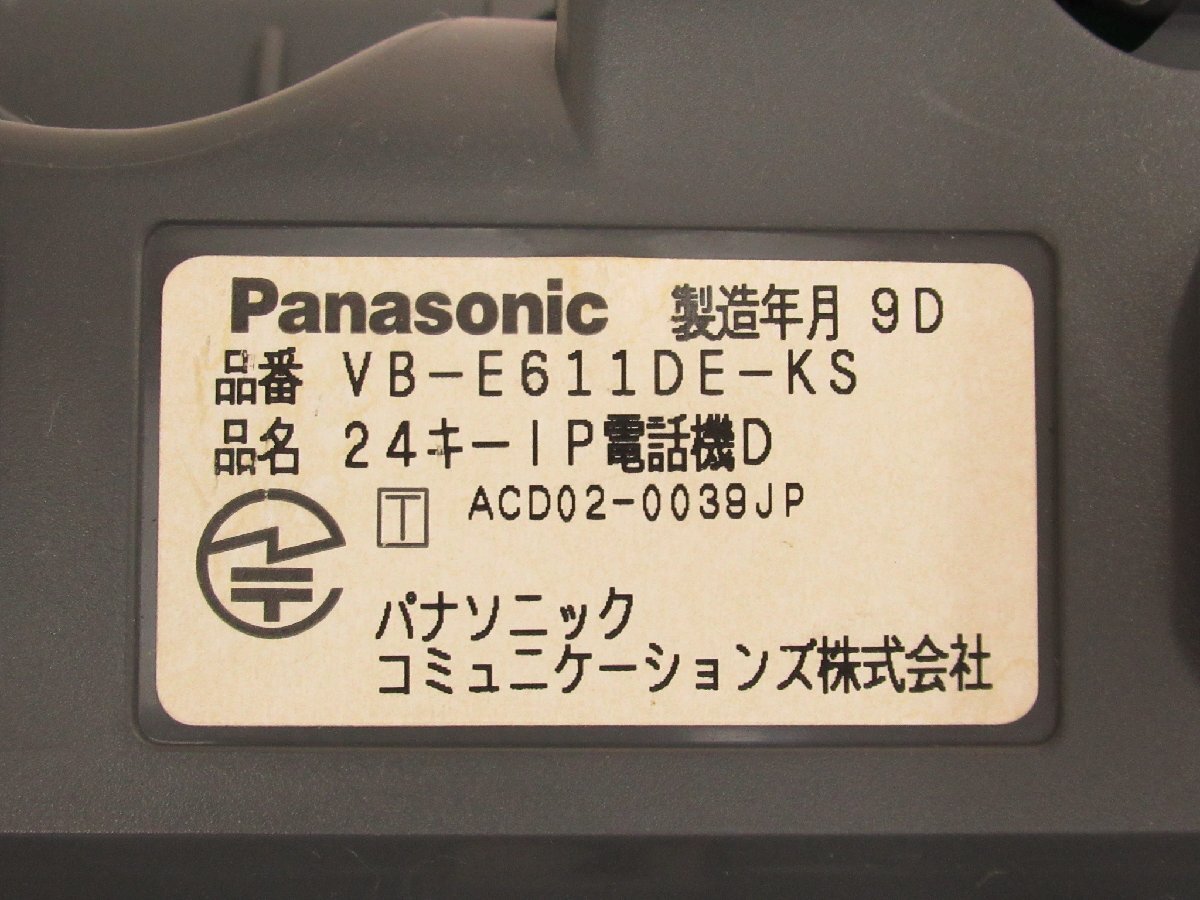 Panasonic 製造年月 9D
品番 VB-E611DE-KS
品名 24キーIP電話機D
T ACD02-0039JP
パナソニック
コミュニケーションズ株式会社